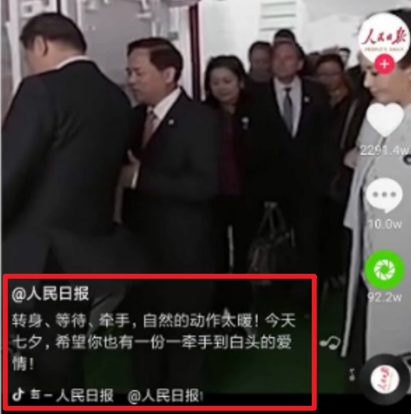 人民日报
PEOPLE'S DAILY
2291.4w
10.0w
92.2w
@人民日报
转身、等待、牵手,自然的动作太暖!今天
七夕,希望你也有一份一牵手到白头的爱
情!
一人民日报 @人民日报